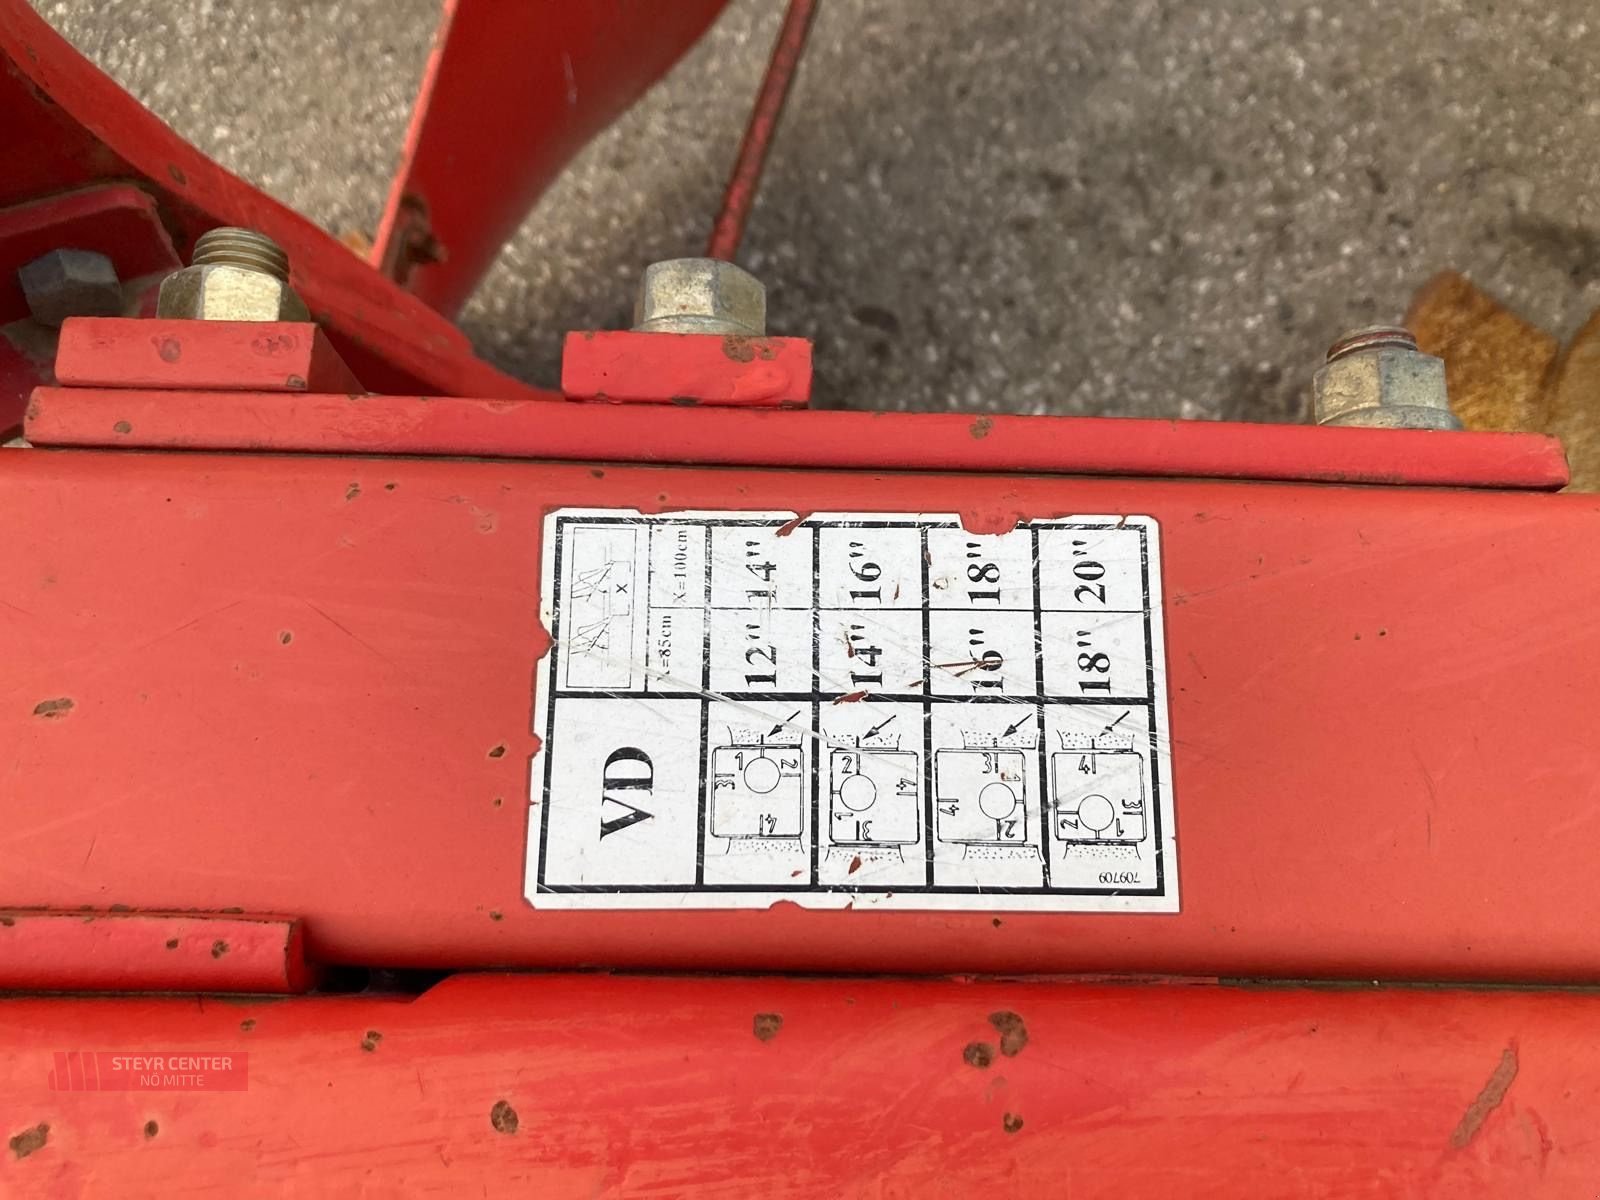 X
X=100cm
14"
16"
18"
20"
=85cm
12"
14"
16"
18"
VD
1 2 3 4
2 4 1 3
3 1 4 2
4 3 2 1
709709
STEYR CENTER
NÖ MITTE